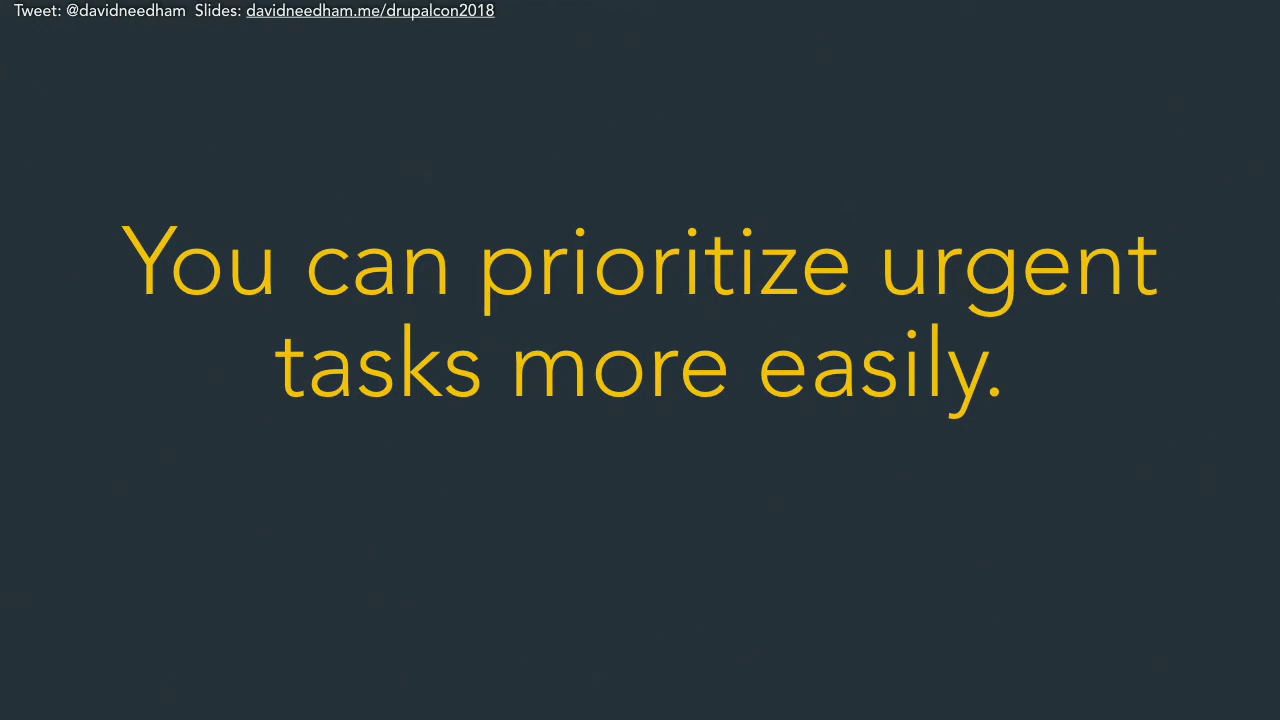 Tweet: @davidneedham Slides: davidneedham.me/drupalcon2018
You can prioritize urgent
tasks more easily.